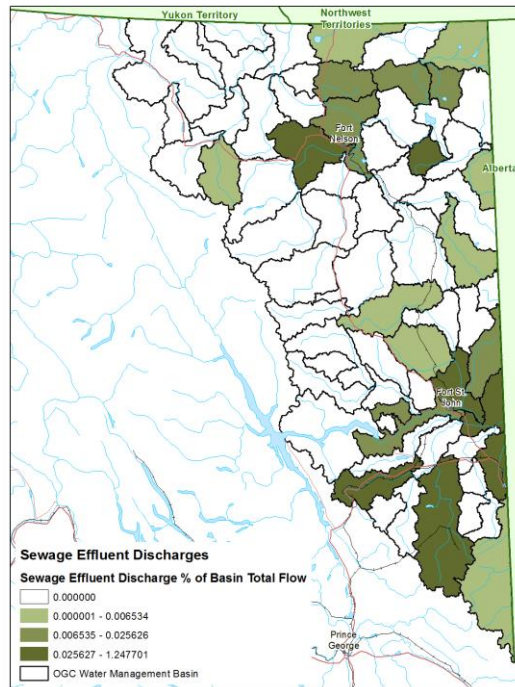 Yukon Territory
Northwest
Territories
Fort
Nelson
Alberta
Fort St.
John
Sewage Effluent Discharges
Sewage Effluent Discharge % of Basin Total Flow
0.000000
0.000001 - 0.006534
0.006535 - 0.025626
0.025627 - 1.247701
OGC Water Management Basin
Prince
George